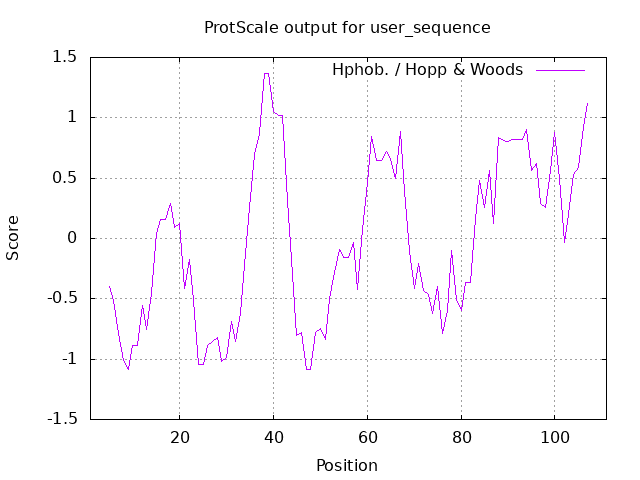 ProtScale output for user_sequence
Hphob. / Hopp & Woods
1.5
1
0.5
0
-0.5
-1
-1.5
Score
20 40 60 80 100
Position